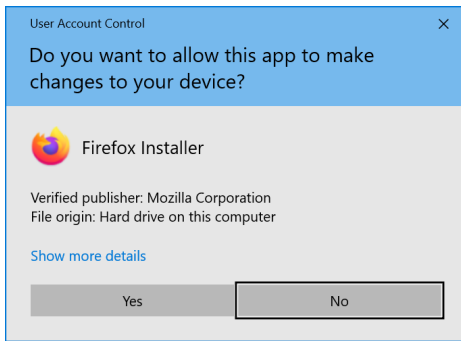 User Account Control
Do you want to allow this app to make
changes to your device?
Firefox Installer
Verified publisher: Mozilla Corporation
File origin: Hard drive on this computer
Show more details
Yes
No